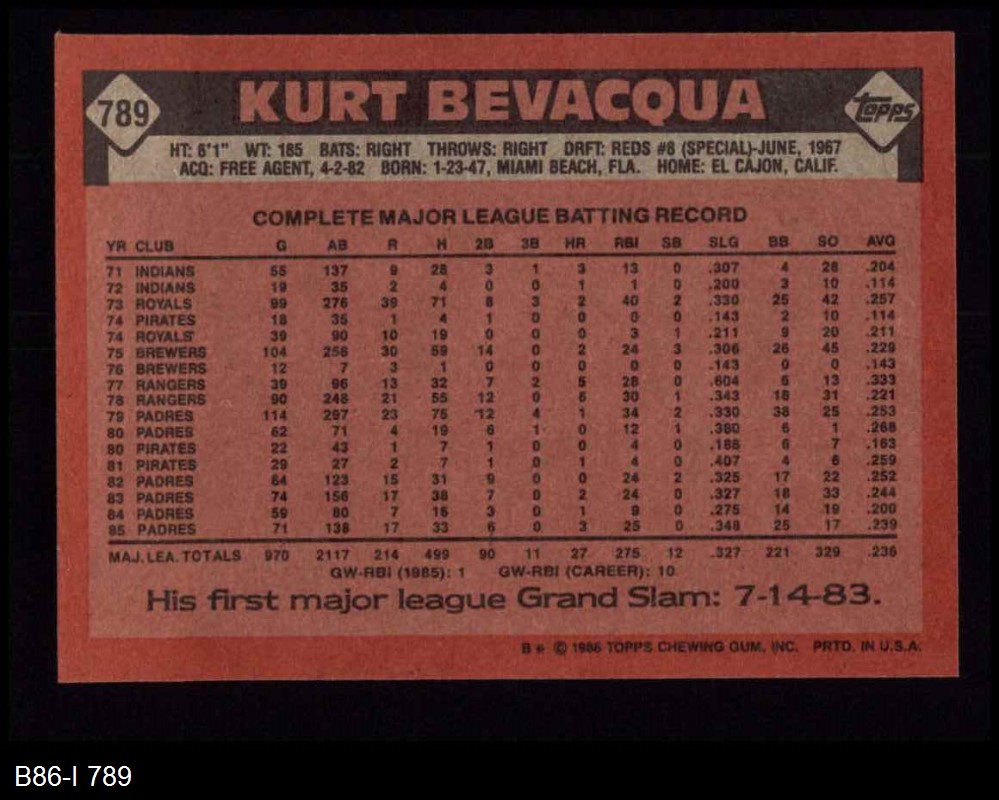 789
KURT BEVACQUA
topps
HT: 6'1" WT: 185 BATS: RIGHT THROWS: RIGHT DRFT: REDS #8 (SPECIAL)-JUNE, 1967
ACQ: FREE AGENT, 4-2-82 BORN: 1-23-47, MIAMI BEACH, FLA. HOME: EL CAJON, CALIF.
COMPLETE MAJOR LEAGUE BATTING RECORD
YR CLUB G AB R H 2B 3B HR RBI SB SLG BB SO AVG
71 INDIANS 55 137 9 28 3 1 3 13 0 .307 4 28 .204
72 INDIANS 19 35 2 4 0 0 1 1 0 .200 3 10 .114
73 ROYALS 99 276 39 71 8 3 2 40 2 .330 25 42 .257
74 PIRATES 18 35 1 4 1 0 0 0 0 .143 2 10 .114
74 ROYALS 39 90 10 19 0 0 0 3 1 .211 9 20 .211
75 BREWERS 104 258 30 59 14 0 2 24 3 .306 26 45 .229
76 BREWERS 12 7 3 1 0 0 0 0 0 .143 0 0 .143
77 RANGERS 39 96 13 32 7 2 5 28 0 .604 6 13 .333
78 RANGERS 90 248 21 55 12 0 6 30 1 .343 18 31 .221
79 PADRES 114 297 23 75 12 4 1 34 2 .330 38 25 .253
80 PADRES 62 71 4 19 6 1 0 12 1 .380 6 1 .268
80 PIRATES 22 43 1 7 1 0 0 4 0 .186 6 7 .163
81 PIRATES 29 27 2 7 1 0 1 4 0 .407 4 6 .259
82 PADRES 64 123 15 31 9 0 0 24 2 .325 17 22 .252
83 PADRES 74 156 17 38 7 0 2 24 0 .327 18 33 .244
84 PADRES 59 80 7 16 3 0 1 9 0 .275 14 19 .200
85 PADRES 71 138 17 33 6 0 3 25 0 .348 25 17 .239
MAJ. LEA. TOTALS 970 2117 214 499 90 11 27 275 12 .327 221 329 .236
GW-RBI (1985): 1 GW-RBI (CAREER): 10
His first major league Grand Slam: 7-14-83.
B* © 1986 TOPPS CHEWING GUM, INC. PRTD. IN U.S.A.
B86-I 789